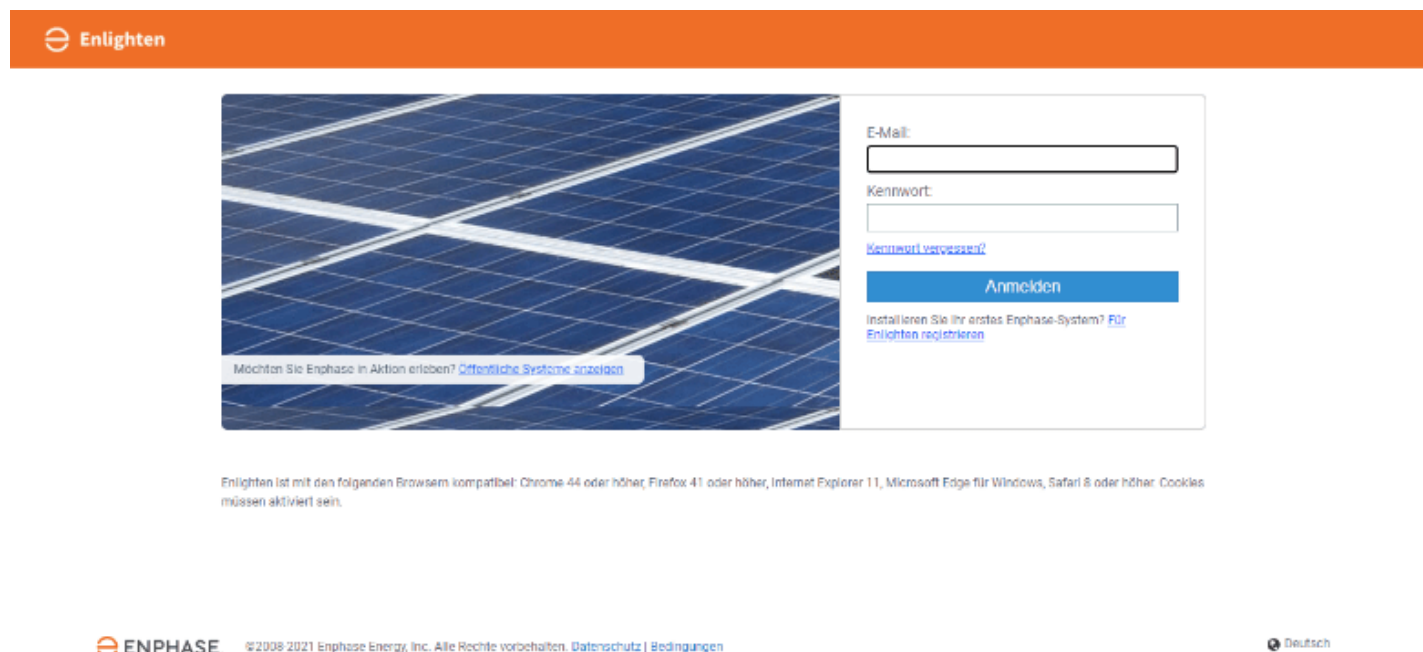 Enlighten
E-Mail:
Kennwort:
Kennwort vergessen?
Anmelden
Installieren Sie Ihr erstes Enphase-System? Für
Enlighten registrieren
Möchten Sie Enphase in Aktion erleben? Öffentliche Systeme anzeigen
Enlighten ist mit den folgenden Browsern kompatibel: Chrome 44 oder höher, Firefox 41 oder höher, Internet Explorer 11, Microsoft Edge für Windows, Safari 8 oder höher. Cookies
müssen aktiviert sein.
ENPHASE ©2008-2021 Enphase Energy, Inc. Alle Rechte vorbehalten. Datenschutz | Bedingungen
Deutsch